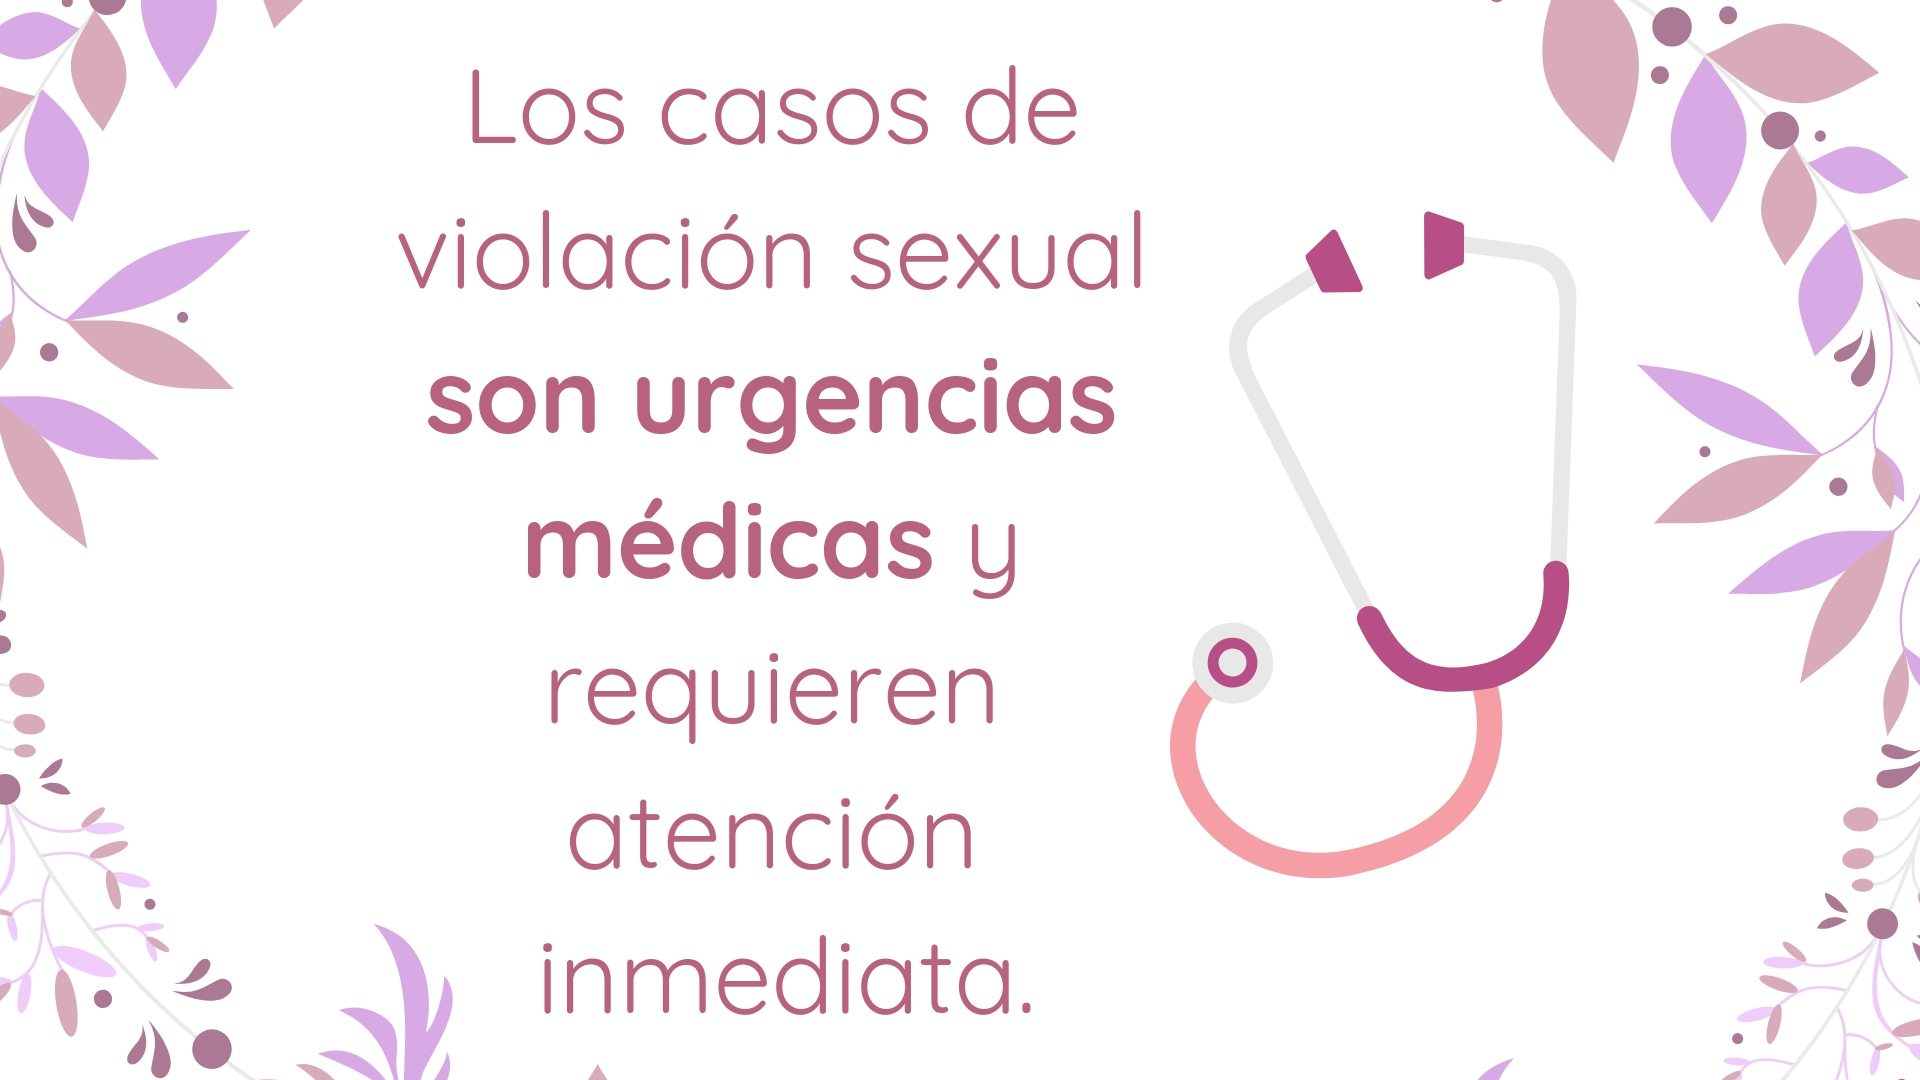 Los casos de
violación sexual
son urgencias
médicas y
requieren
atención
inmediata.